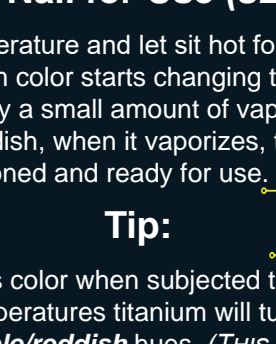 Nail for Use
erature and let sit hot fo
color starts changing t
y a small amount of vap
dish, when it vaporizes,
oned and ready for use.
Tip:
s color when subjected t
peratures titanium will tu
reddish hues. (THIS